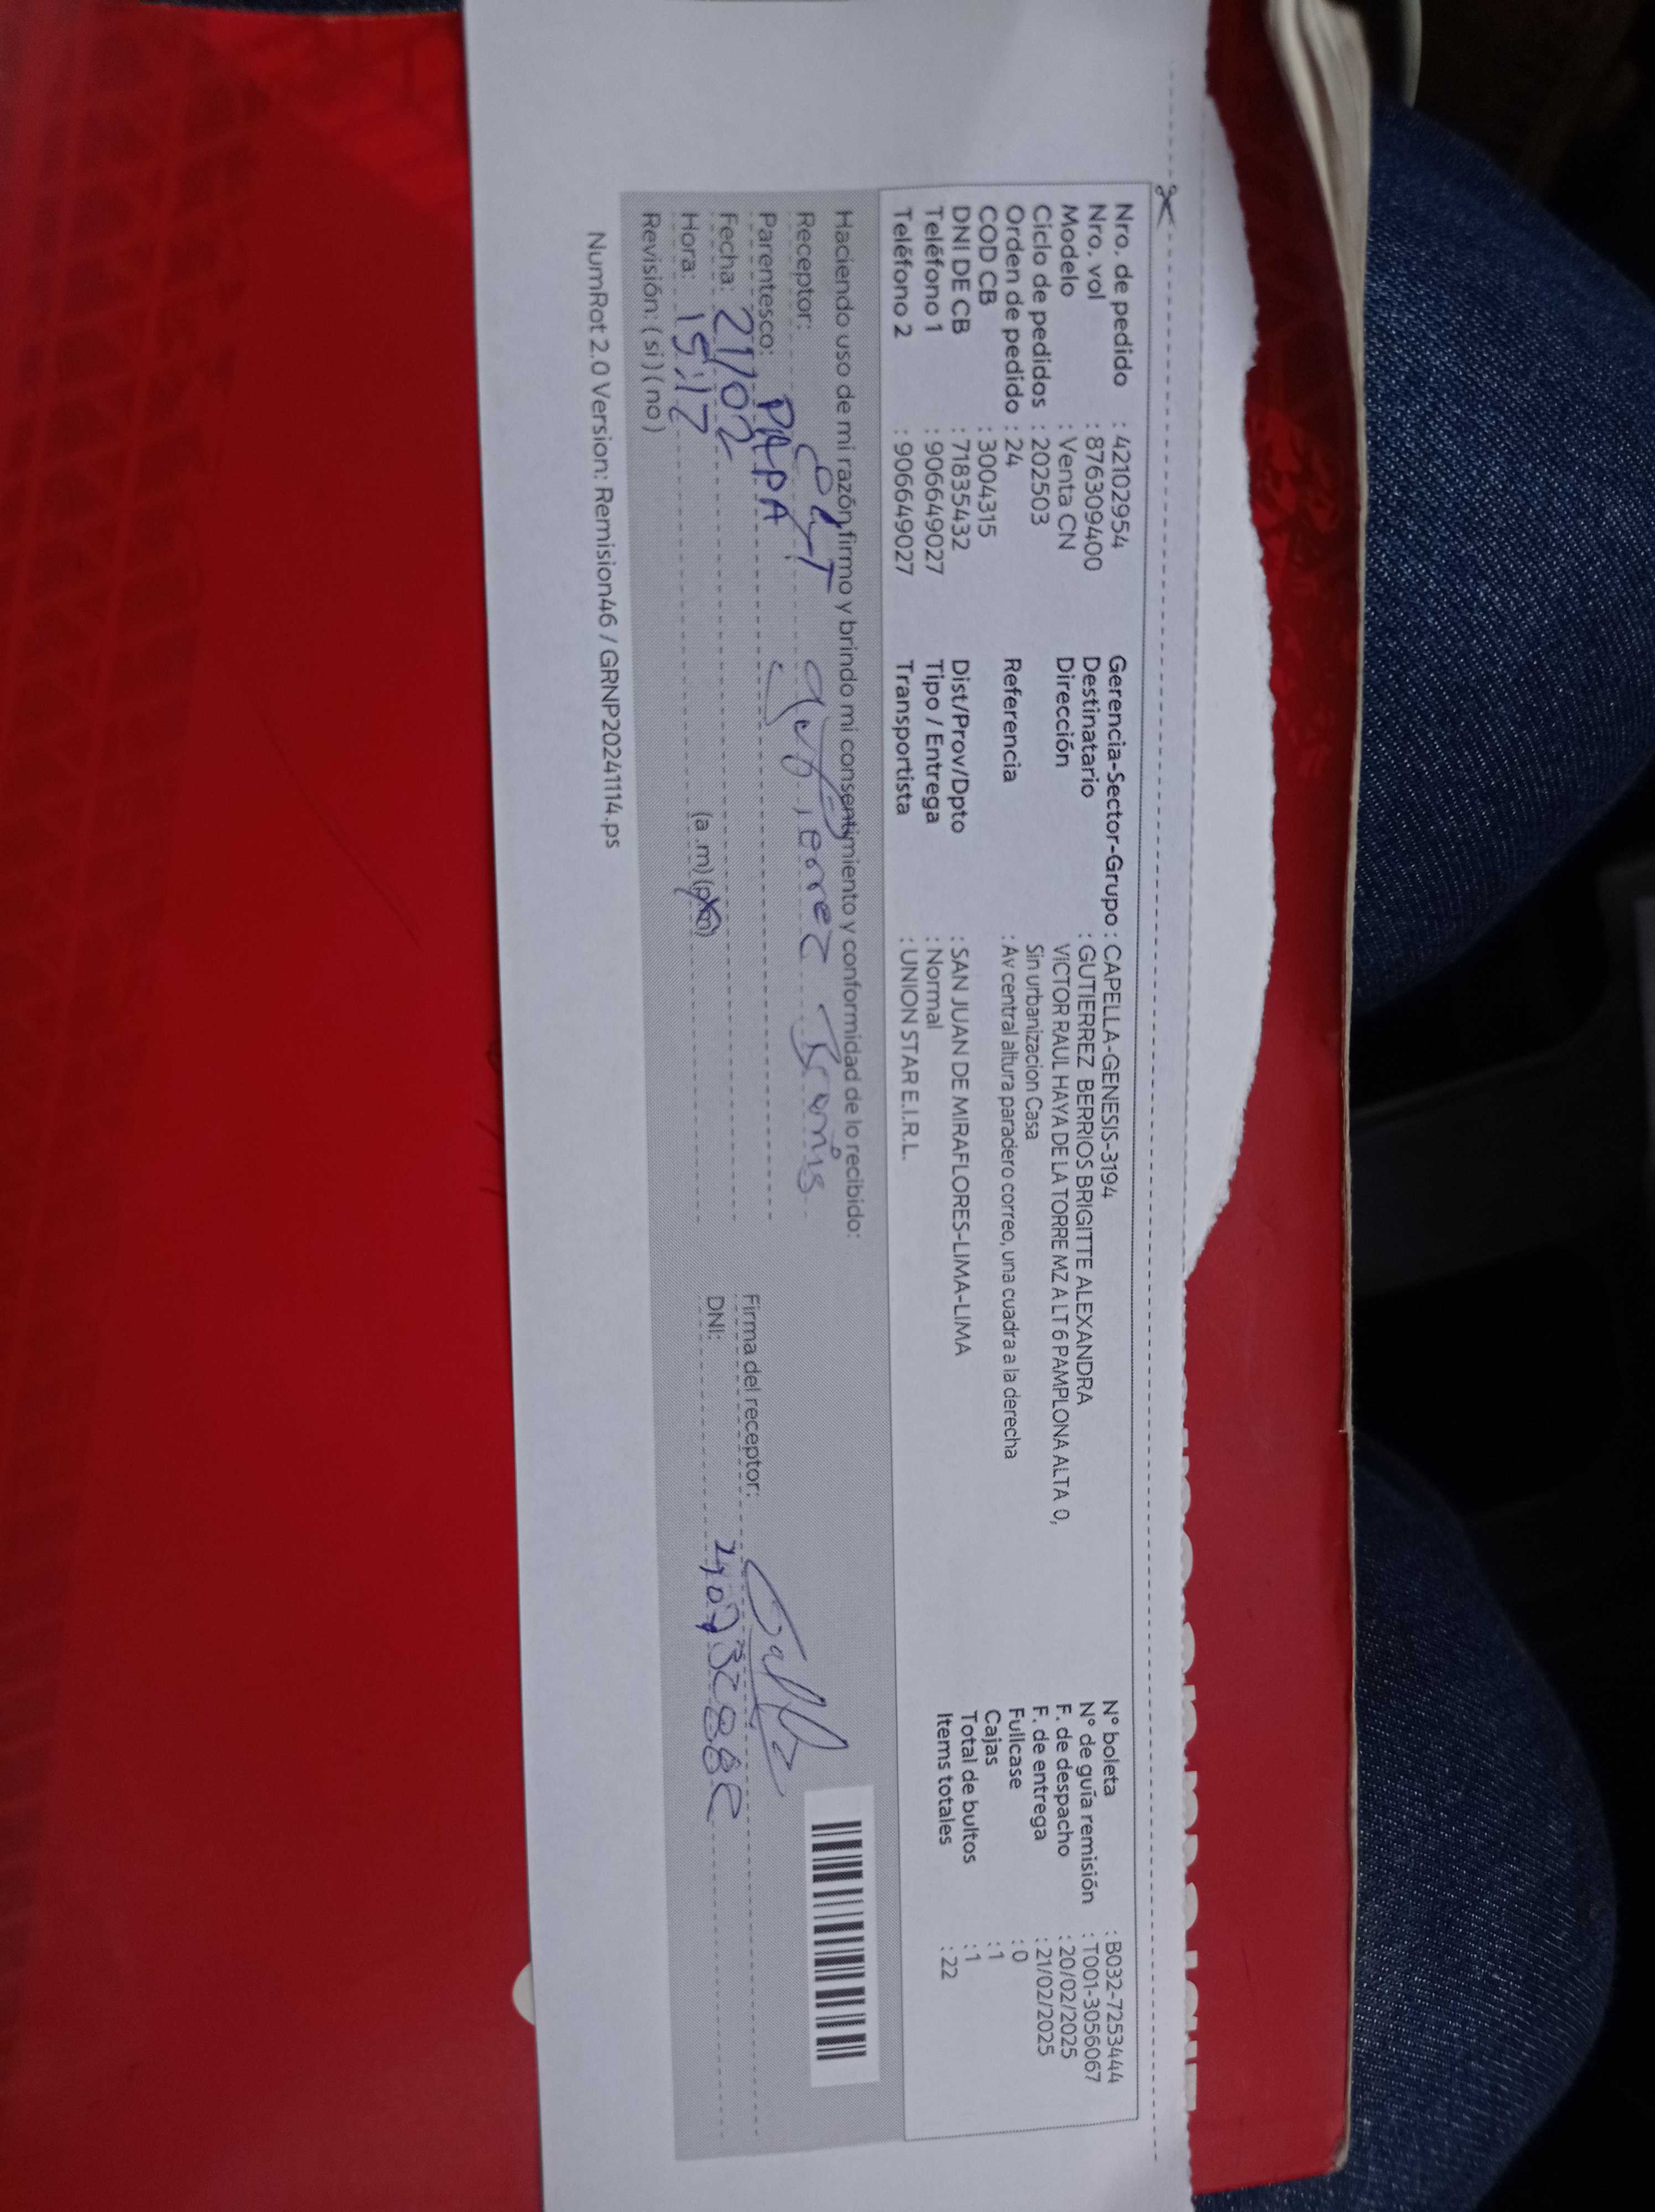 Nro. de pedido : 42102954
Nro. vol : 876309400
Modelo : Venta CN
Ciclo de pedidos : 202503
Orden de pedido : 24
COD CB : 3004315
DNI DE CB : 71835432
Teléfono 1 : 906649027
Teléfono 2 : 906649027
Gerencia-Sector-Grupo : CAPELLA-GENESIS-3194
Destinatario : GUTIERREZ BERRIOS BRIGITTE ALEXANDRA
Dirección VICTOR RAUL HAYA DE LA TORRE MZ A LT 6 PAMPLONA ALTA 0,
Sin urbanizacion Casa
Referencia : Av central altura paradero correo, una cuadra a la derecha
Dist/Prov/Dpto : SAN JUAN DE MIRAFLORES-LIMA-LIMA
Tipo / Entrega : Normal
Transportista : UNION STAR E.I.R.L.
N° boleta : B032-7253444
N° de guía remisión : T001-3056067
F. de despacho : 20/02/2025
F. de entrega : 21/02/2025
Fullcase : 0
Cajas : 1
Total de bultos : 1
Items totales : 22
Haciendo uso de mi razón, firmo y brindo mi consentimiento y conformidad de lo recibido:
Receptor: Gutierrez
Parentesco: PAPA
Fecha: 21/02
Hora: 15:17 (a .m) (p.m)
Revisión: ( si ) ( no )
Firma del receptor:
DNI:
NumRot 2.0 Version: Remision46 / GRNP20241114.ps